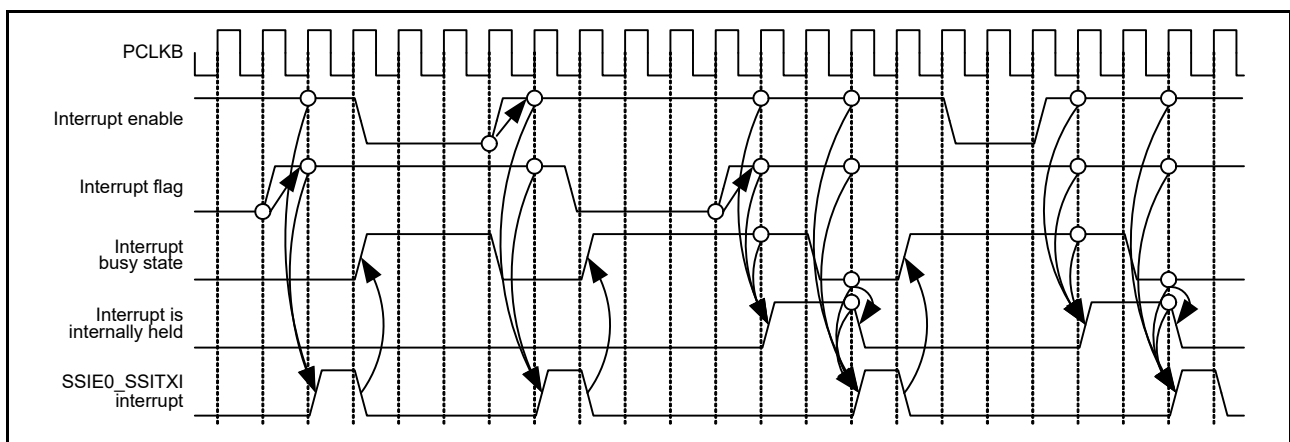 PCLKB
Interrupt enable
Interrupt flag
Interrupt
busy state
Interrupt is
internally held
SSIE0_SSITXI
interrupt